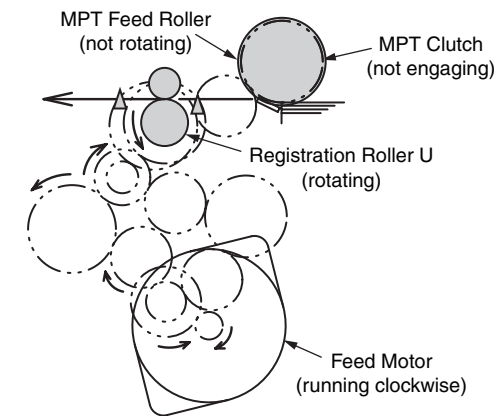 MPT Feed Roller
(not rotating)
MPT Clutch
(not engaging)
Registration Roller U
(rotating)
Feed Motor
(running clockwise)